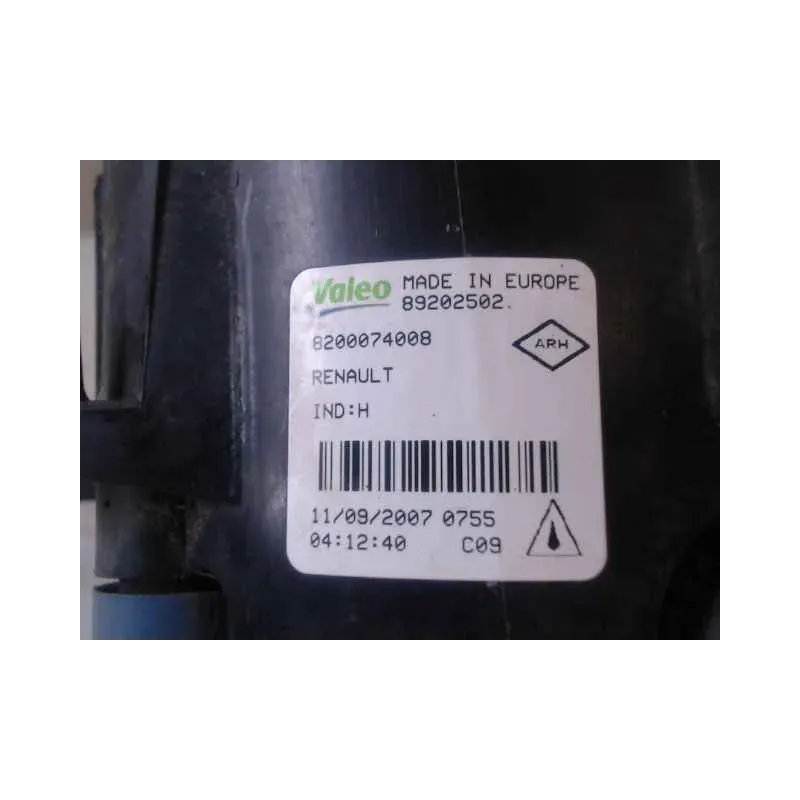 Valeo MADE IN EUROPE
89202502.
8200074008
ARH
RENAULT
IND:H
11/09/2007 0755
04:12:40 C09